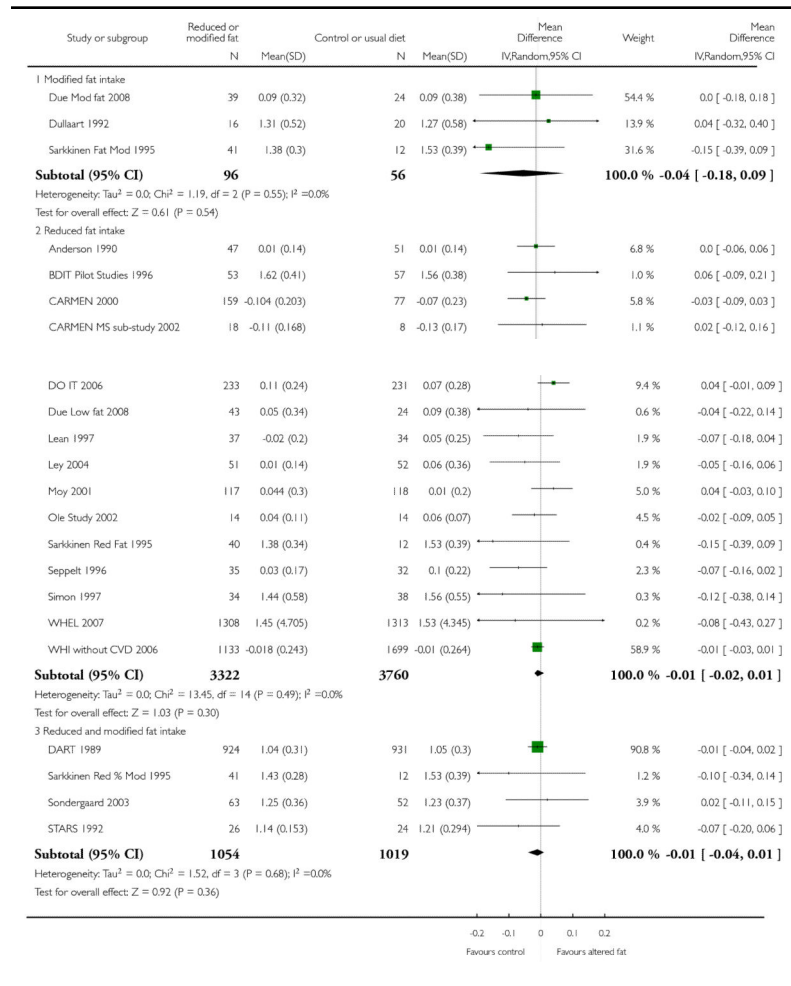 Study or subgroup Reduced or modified fat Control or usual diet Mean Difference Weight Mean Difference
N Mean(SD) N Mean(SD) IV,Random,95% CI IV,Random,95% CI
1 Modified fat intake
Due Mod fat 2008 39 0.09 (0.32) 24 0.09 (0.38) 54.4 % 0.0 [ -0.18, 0.18 ]
Dullaart 1992 16 1.31 (0.52) 20 1.27 (0.58) 13.9 % 0.04 [ -0.32, 0.40 ]
Sarkkinen Fat Mod 1995 41 1.38 (0.3) 12 1.53 (0.39) 31.6 % -0.15 [ -0.39, 0.09 ]
Subtotal (95% CI) 96 56 100.0 % -0.04 [ -0.18, 0.09 ]
Heterogeneity: Tau² = 0.0; Chi² = 1.19, df = 2 (P = 0.55); I² =0.0%
Test for overall effect: Z = 0.61 (P = 0.54)
2 Reduced fat intake
Anderson 1990 47 0.01 (0.14) 51 0.01 (0.14) 6.8 % 0.0 [ -0.06, 0.06 ]
BDIT Pilot Studies 1996 53 1.62 (0.41) 57 1.56 (0.38) 1.0 % 0.06 [ -0.09, 0.21 ]
CARMEN 2000 159 -0.104 (0.203) 77 -0.07 (0.23) 5.8 % -0.03 [ -0.09, 0.03 ]
CARMEN MS sub-study 2002 18 -0.11 (0.168) 8 -0.13 (0.17) 1.1 % 0.02 [ -0.12, 0.16 ]
DO IT 2006 233 0.11 (0.24) 231 0.07 (0.28) 9.4 % 0.04 [ -0.01, 0.09 ]
Due Low fat 2008 43 0.05 (0.34) 24 0.09 (0.38) 0.6 % -0.04 [ -0.22, 0.14 ]
Lean 1997 37 -0.02 (0.2) 34 0.05 (0.25) 1.9 % -0.07 [ -0.18, 0.04 ]
Ley 2004 51 0.01 (0.14) 52 0.06 (0.36) 1.9 % -0.05 [ -0.16, 0.06 ]
Moy 2001 117 0.044 (0.3) 118 0.01 (0.2) 5.0 % 0.04 [ -0.03, 0.10 ]
Ole Study 2002 14 0.04 (0.11) 14 0.06 (0.07) 4.5 % -0.02 [ -0.09, 0.05 ]
Sarkkinen Red Fat 1995 40 1.38 (0.34) 12 1.53 (0.39) 0.4 % -0.15 [ -0.39, 0.09 ]
Seppelt 1996 35 0.03 (0.17) 32 0.1 (0.22) 2.3 % -0.07 [ -0.16, 0.02 ]
Simon 1997 34 1.44 (0.58) 38 1.56 (0.55) 0.3 % -0.12 [ -0.38, 0.14 ]
WHEL 2007 1308 1.45 (4.705) 1313 1.53 (4.345) 0.2 % -0.08 [ -0.43, 0.27 ]
WHI without CVD 2006 1133 -0.018 (0.243) 1699 -0.01 (0.264) 58.9 % -0.01 [ -0.03, 0.01 ]
Subtotal (95% CI) 3322 3760 100.0 % -0.01 [ -0.02, 0.01 ]
Heterogeneity: Tau² = 0.0; Chi² = 13.45, df = 14 (P = 0.49); I² =0.0%
Test for overall effect: Z = 1.03 (P = 0.30)
3 Reduced and modified fat intake
DART 1989 924 1.04 (0.31) 931 1.05 (0.3) 90.8 % -0.01 [ -0.04, 0.02 ]
Sarkkinen Red % Mod 1995 41 1.43 (0.28) 12 1.53 (0.39) 1.2 % -0.10 [ -0.34, 0.14 ]
Sondergaard 2003 63 1.25 (0.36) 52 1.23 (0.37) 3.9 % 0.02 [ -0.11, 0.15 ]
STARS 1992 26 1.14 (0.153) 24 1.21 (0.294) 4.0 % -0.07 [ -0.20, 0.06 ]
Subtotal (95% CI) 1054 1019 100.0 % -0.01 [ -0.04, 0.01 ]
Heterogeneity: Tau² = 0.0; Chi² = 1.52, df = 3 (P = 0.68); I² =0.0%
Test for overall effect: Z = 0.92 (P = 0.36)
-0.2 -0.1 0 0.1 0.2
Favours control Favours altered fat